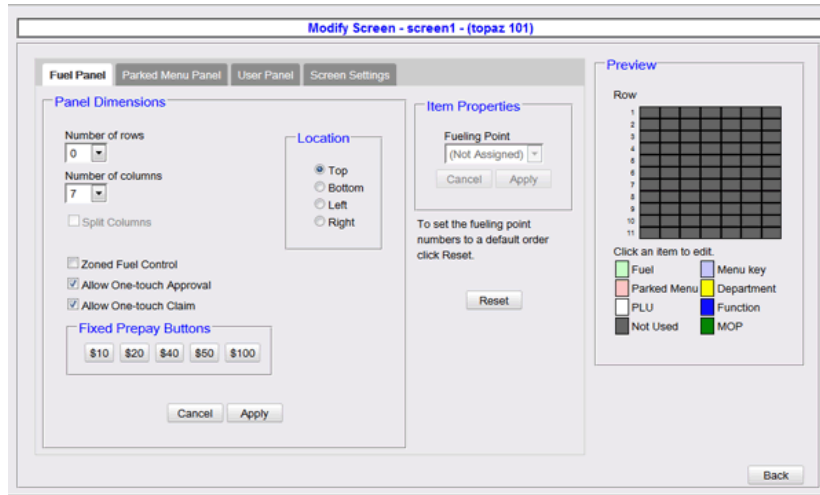 Modify Screen - screen1 - (topaz 101)
Fuel Panel
Parked Menu Panel
User Panel
Screen Settings
Panel Dimensions
Number of rows
0
Number of columns
7
Split Columns
Location
Top
Bottom
Left
Right
Zoned Fuel Control
Allow One-touch Approval
Allow One-touch Claim
Fixed Prepay Buttons
$10
$20
$40
$50
$100
Cancel
Apply
Item Properties
Fueling Point
(Not Assigned)
Cancel
Apply
To set the fueling point
numbers to a default order
click Reset.
Reset
Preview
Row
1
2
3
4
5
6
7
8
9
10
11
Click an item to edit.
Fuel
Menu key
Parked Menu
Department
PLU
Function
Not Used
MOP
Back